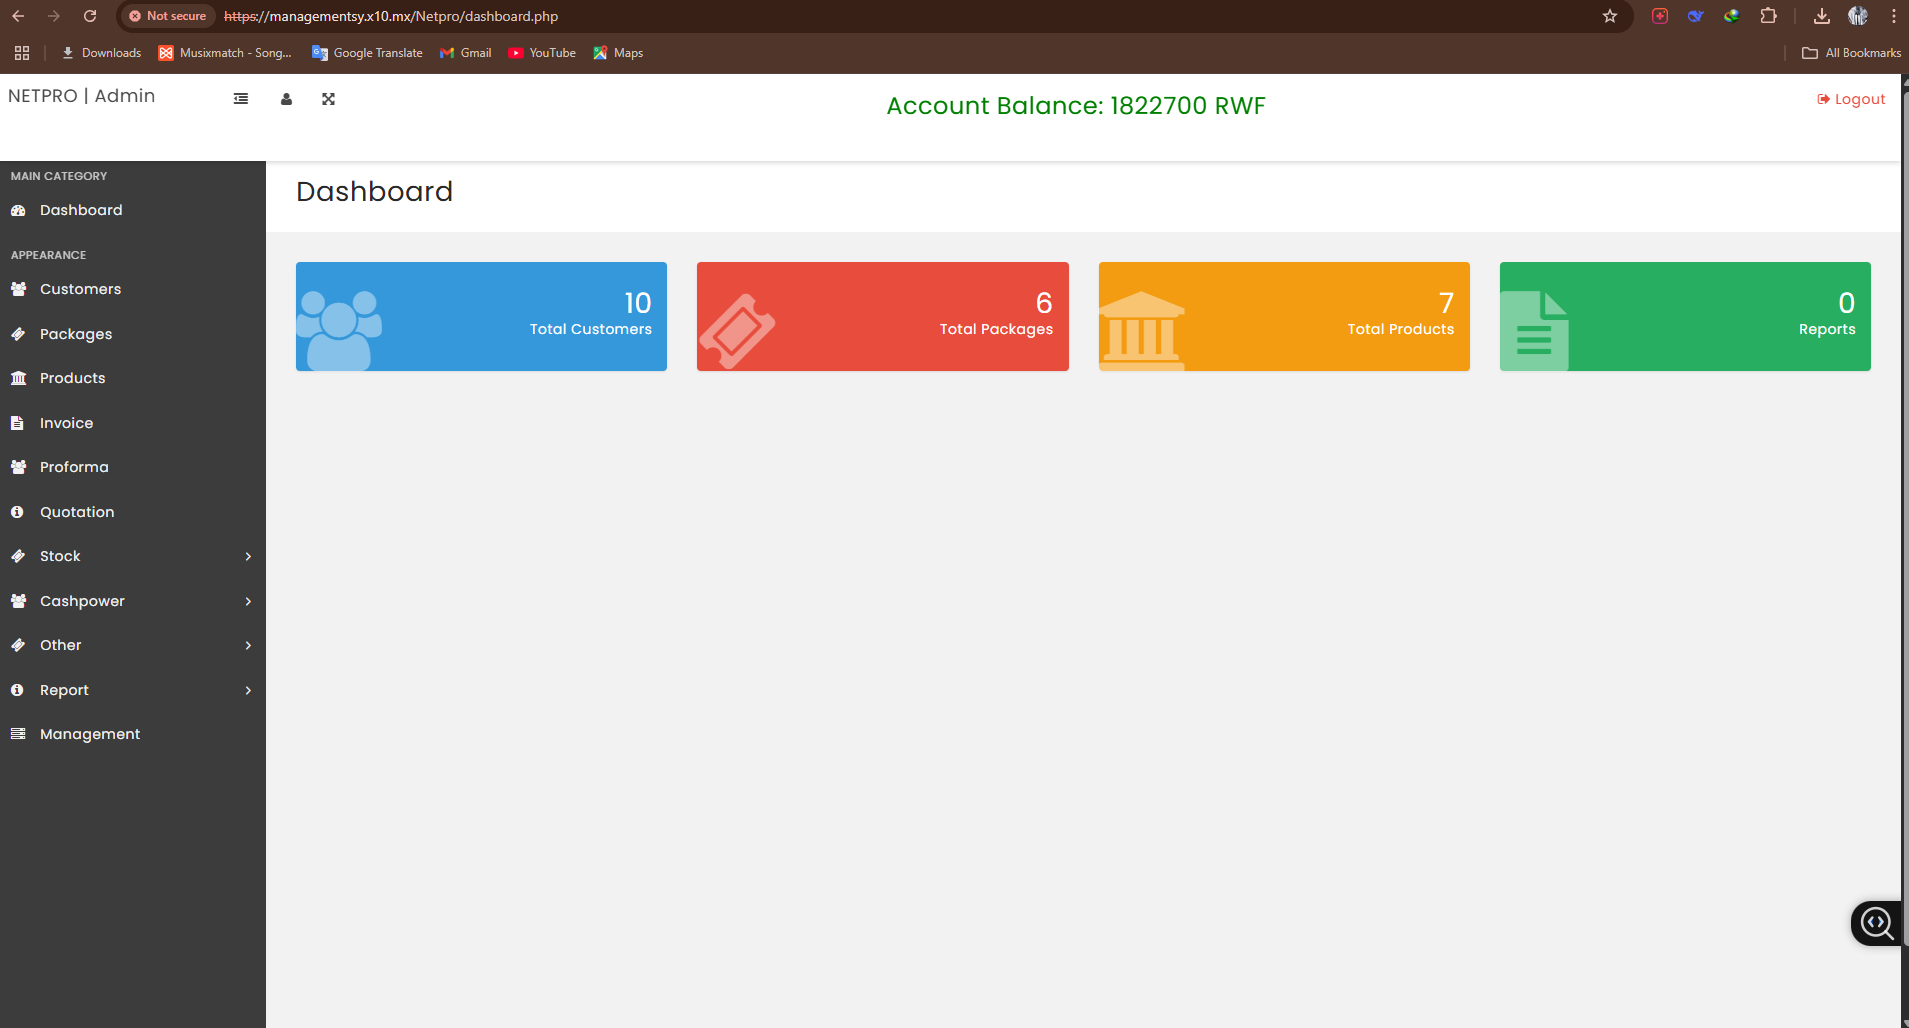 Not secure https://managementsy.x10.mx/Netpro/dashboard.php
Downloads Musixmatch - Song... Google Translate Gmail YouTube Maps All Bookmarks
NETPRO | Admin
Account Balance: 1822700 RWF
Logout
MAIN CATEGORY
Dashboard
APPEARANCE
Customers
Packages
Products
Invoice
Proforma
Quotation
Stock
Cashpower
Other
Report
Management
Dashboard
10
Total Customers
6
Total Packages
7
Total Products
0
Reports